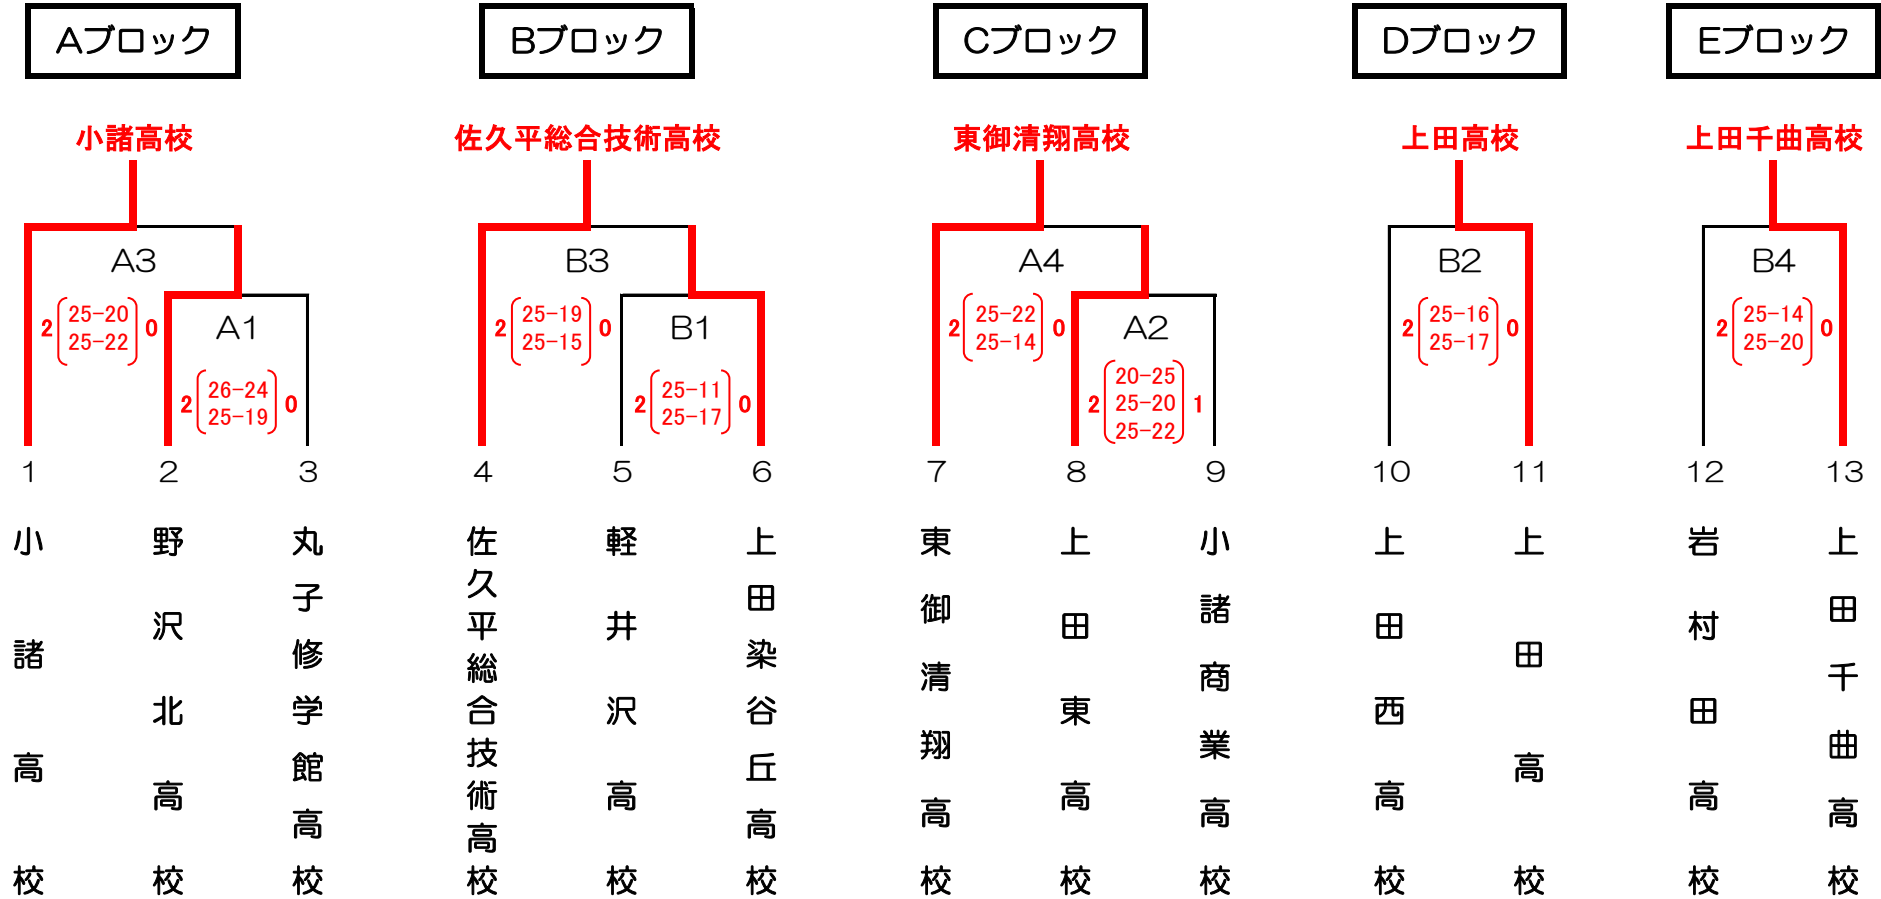 Aブロック
Bブロック
Cブロック
Dブロック
Eブロック
小諸高校
佐久平総合技術高校
東御清翔高校
上田高校
上田千曲高校
A3
2 25-20 0
25-22
A1
2 26-24 0
25-19
B3
2 25-19 0
25-15
B1
2 25-11 0
25-17
A4
2 25-22 0
25-14
A2
20-25
2 25-20 1
25-22
B2
2 25-16 0
25-17
B4
2 25-14 0
25-20
1
2
3
4
5
6
7
8
9
10
11
12
13
小諸高校
野沢北高校
丸子修学館高校
佐久平総合技術高校
軽井沢高校
上田染谷丘高校
東御清翔高校
上田東高校
小諸商業高校
上田西高校
上田高校
岩村田高校
上田千曲高校